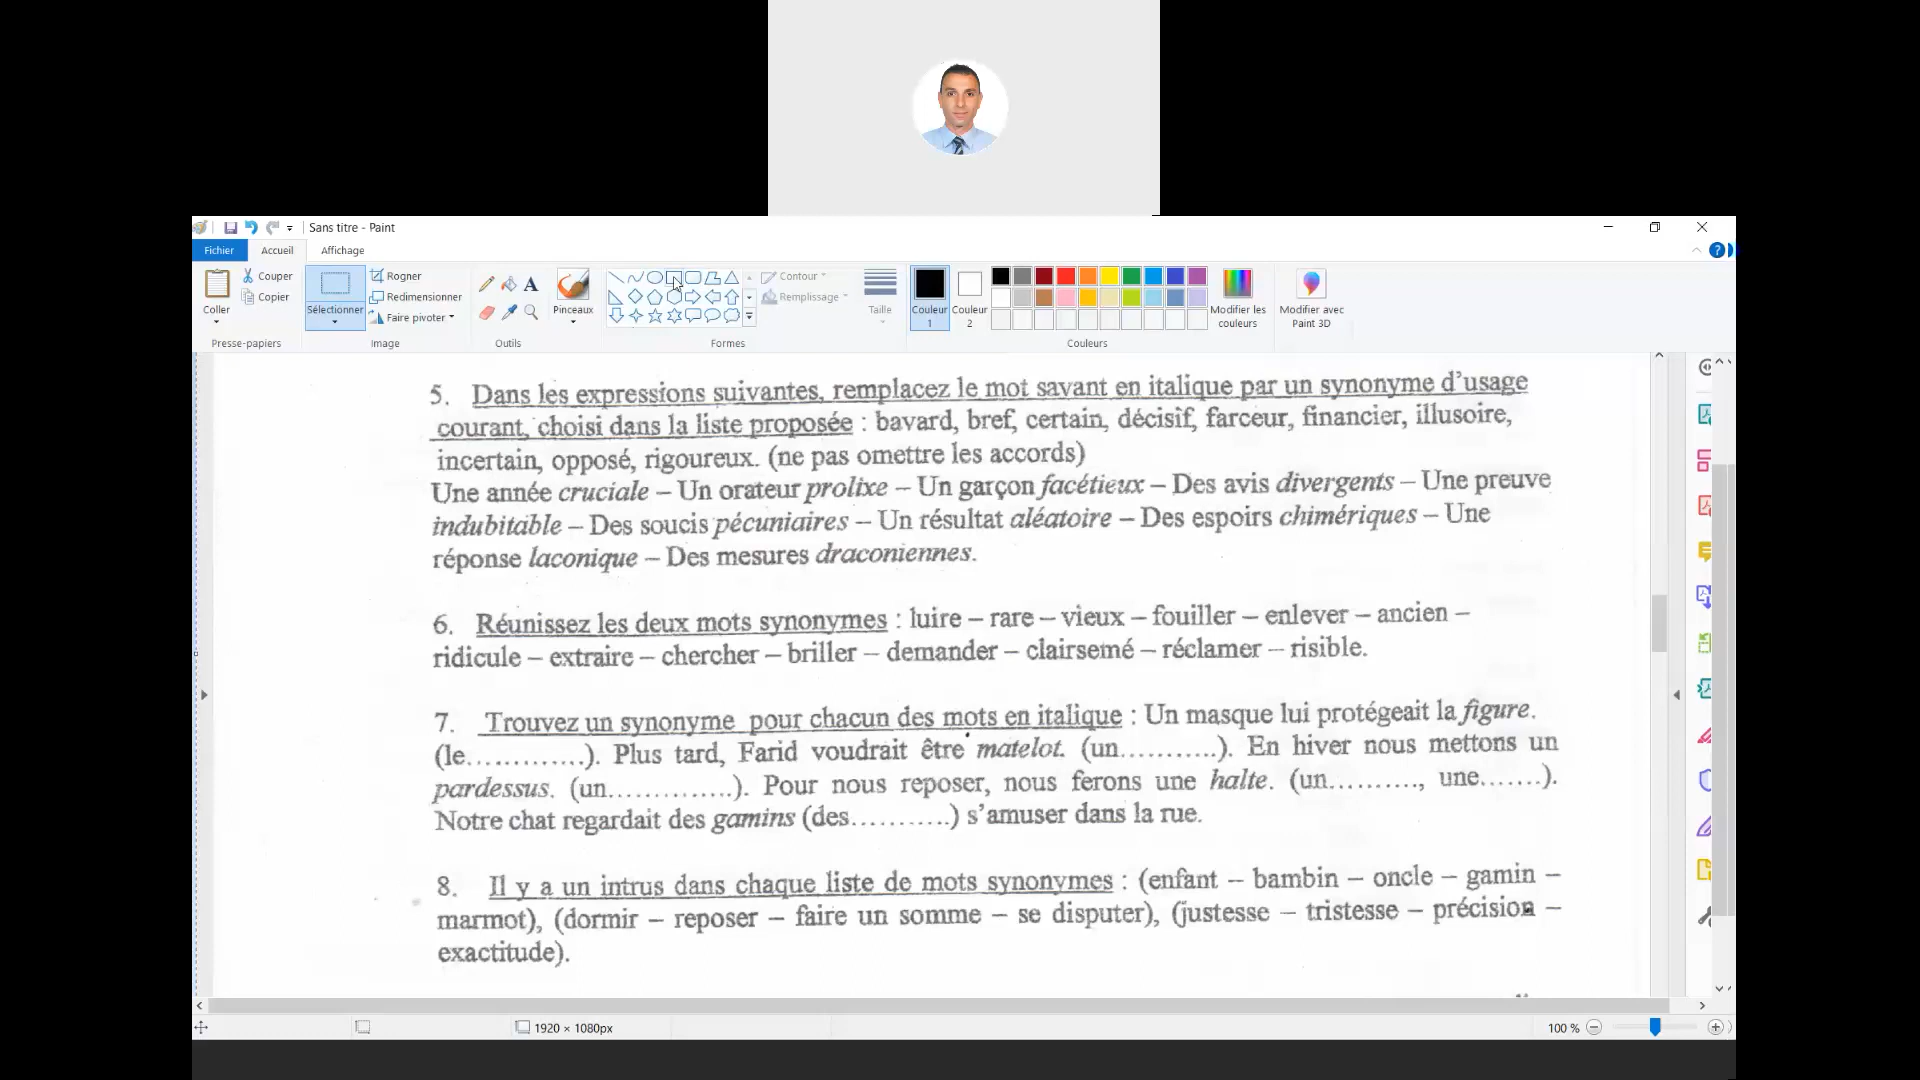 Sans titre - Paint
Fichier Accueil Affichage
Coller
Couper
Copier
Presse-papiers
Sélectionner
Rogner
Redimensionner
Faire pivoter
Image
A
Outils
Pinceaux
Contour
Remplissage
Formes
Taille
Couleur 1
Couleur 2
Modifier les couleurs
Couleurs
Modifier avec Paint 3D
5. Dans les expressions suivantes, remplacez le mot savant en italique par un synonyme d'usage
courant, choisi dans la liste proposée : bavard, bref, certain, décisif, farceur, financier, illusoire,
incertain, opposé, rigoureux. (ne pas omettre les accords)
Une année cruciale – Un orateur prolixe – Un garçon facétieux – Des avis divergents – Une preuve
indubitable – Des soucis pécuniaires – Un résultat aléatoire – Des espoirs chimériques – Une
réponse laconique – Des mesures draconiennes.
6. Réunissez les deux mots synonymes : luire – rare – vieux – fouiller – enlever – ancien –
ridicule – extraire – chercher – briller – demander – clairsemé – réclamer – risible.
7. Trouvez un synonyme pour chacun des mots en italique : Un masque lui protégeait la figure.
(le.............). Plus tard, Farid voudrait être matelot. (un...........). En hiver nous mettons un
pardessus. (un..............). Pour nous reposer, nous ferons une halte. (un.........., une.......).
Notre chat regardait des gamins (des...........) s'amuser dans la rue.
8. Il y a un intrus dans chaque liste de mots synonymes : (enfant – bambin – oncle – gamin –
marmot), (dormir – reposer – faire un somme – se disputer), (justesse – tristesse – précision –
exactitude).
1920 × 1080px
100 %